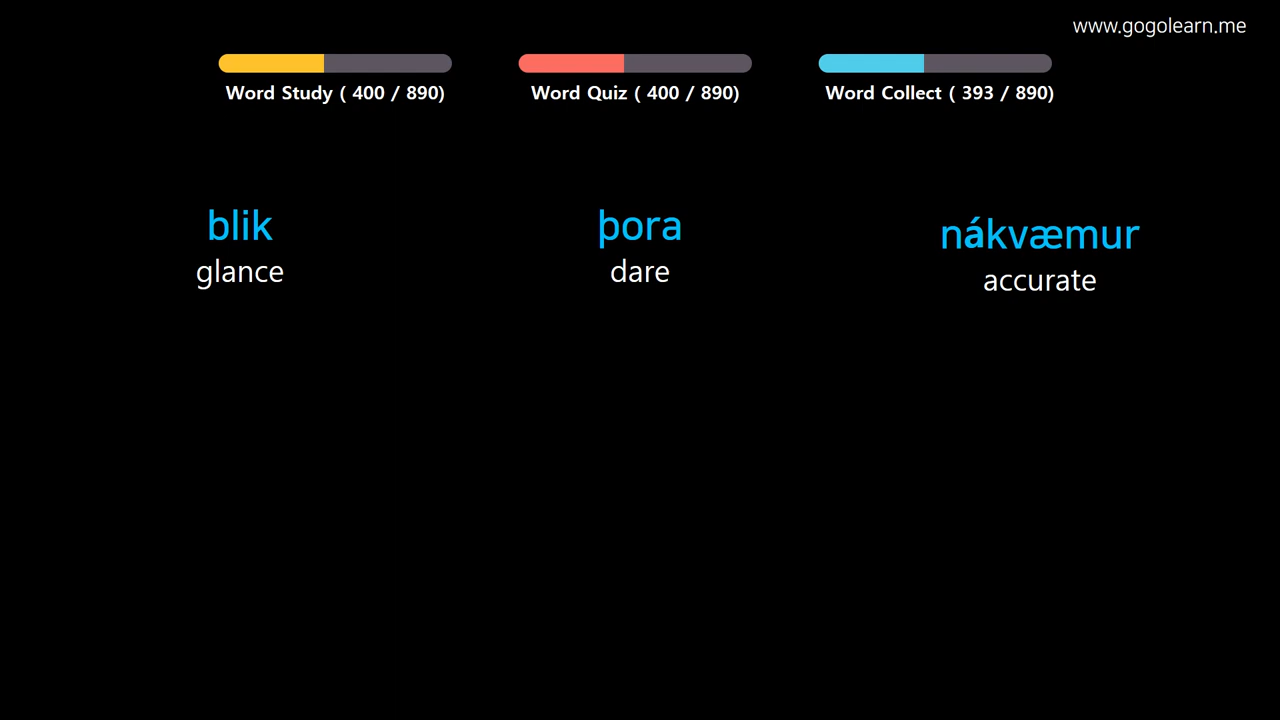 www.gogolearn.me
Word Study ( 400 / 890)
Word Quiz ( 400 / 890)
Word Collect ( 393 / 890)
blik
glance
þora
dare
nákvæmur
accurate